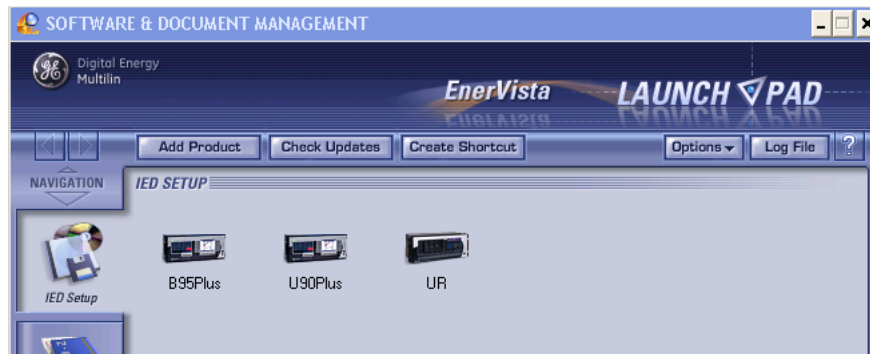 SOFTWARE & DOCUMENT MANAGEMENT
GE
Digital Energy
Multilin
EnerVista LAUNCH PAD
Add Product Check Updates Create Shortcut Options Log File ?
NAVIGATION
IED SETUP
IED Setup
B95Plus U90Plus UR